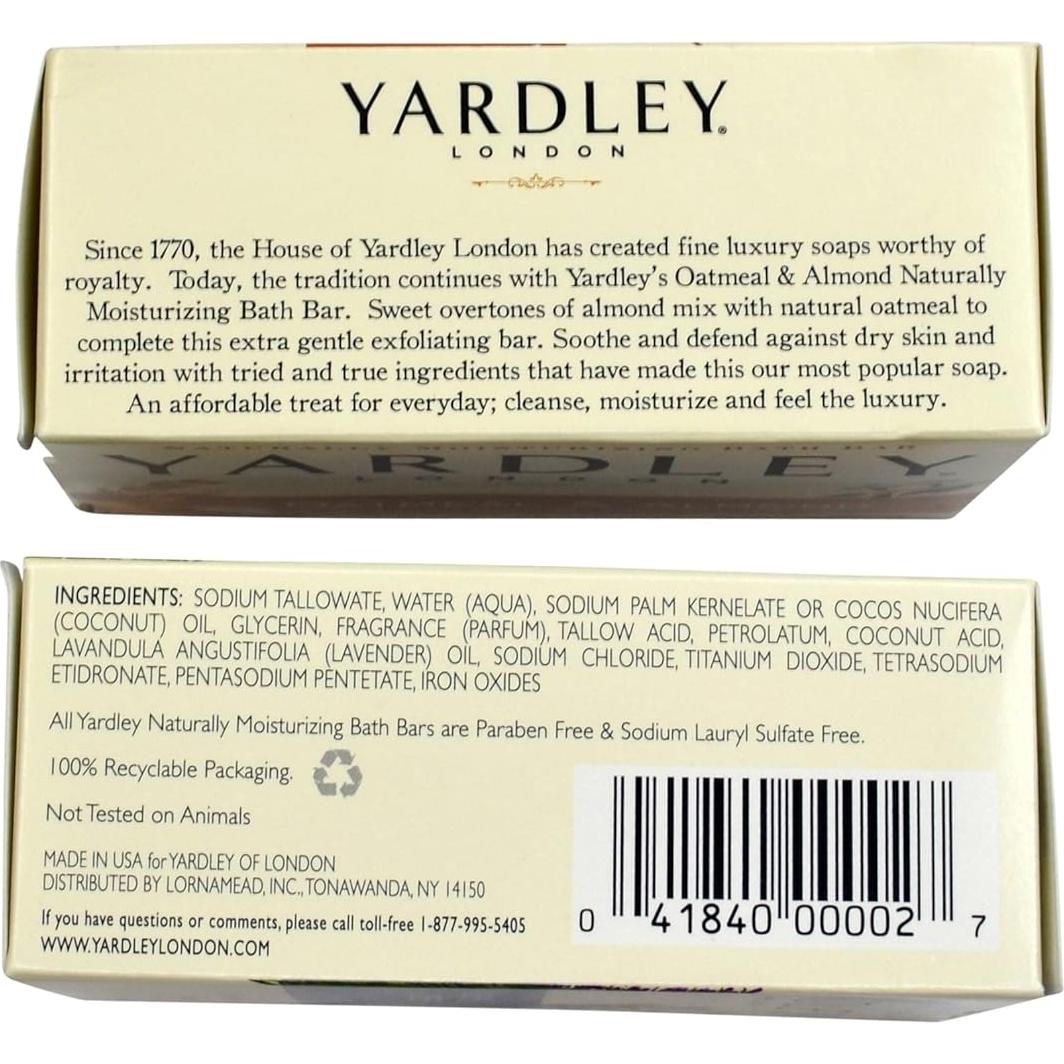 YARDLEY®
LONDON
Since 1770, the House of Yardley London has created fine luxury soaps worthy of
royalty. Today, the tradition continues with Yardley's Oatmeal & Almond Naturally
Moisturizing Bath Bar. Sweet overtones of almond mix with natural oatmeal to
complete this extra gentle exfoliating bar. Soothe and defend against dry skin and
irritation with tried and true ingredients that have made this our most popular soap.
An affordable treat for everyday; cleanse, moisturize and feel the luxury.
NATURALLY MOISTURIZING BATH BAR
YARDLEY
LONDON
INGREDIENTS: SODIUM TALLOWATE, WATER (AQUA), SODIUM PALM KERNELATE OR COCOS NUCIFERA
(COCONUT) OIL, GLYCERIN, FRAGRANCE (PARFUM), TALLOW ACID, PETROLATUM, COCONUT ACID,
LAVANDULA ANGUSTIFOLIA (LAVENDER) OIL, SODIUM CHLORIDE, TITANIUM DIOXIDE, TETRASODIUM
ETIDRONATE, PENTASODIUM PENTETATE, IRON OXIDES
All Yardley Naturally Moisturizing Bath Bars are Paraben Free & Sodium Lauryl Sulfate Free.
100% Recyclable Packaging.
Not Tested on Animals
MADE IN USA for YARDLEY OF LONDON
DISTRIBUTED BY LORNAMEAD, INC., TONAWANDA, NY 14150
If you have questions or comments, please call toll-free 1-877-995-5405
WWW.YARDLEYLONDON.COM
0 41840 00002 7